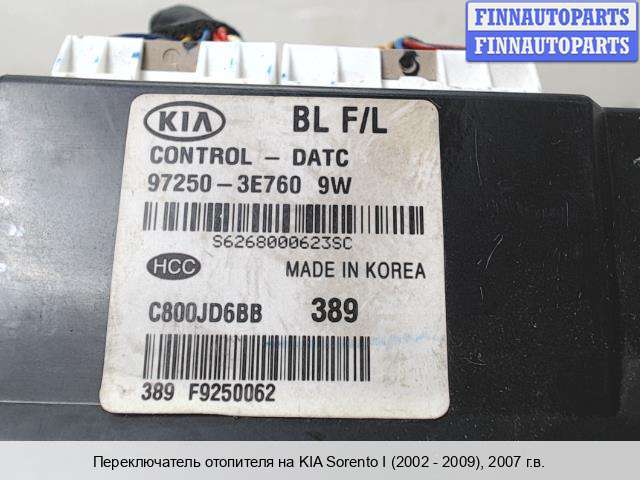 FINNAUTOPARTS
FINNAUTOPARTS
KIA BL F/L
CONTROL - DATC
97250-3E760 9W
S6268000623SC
HCC MADE IN KOREA
C800JD6BB 389
389 F9250062
Переключатель отопителя на KIA Sorento I (2002 - 2009), 2007 г.в.